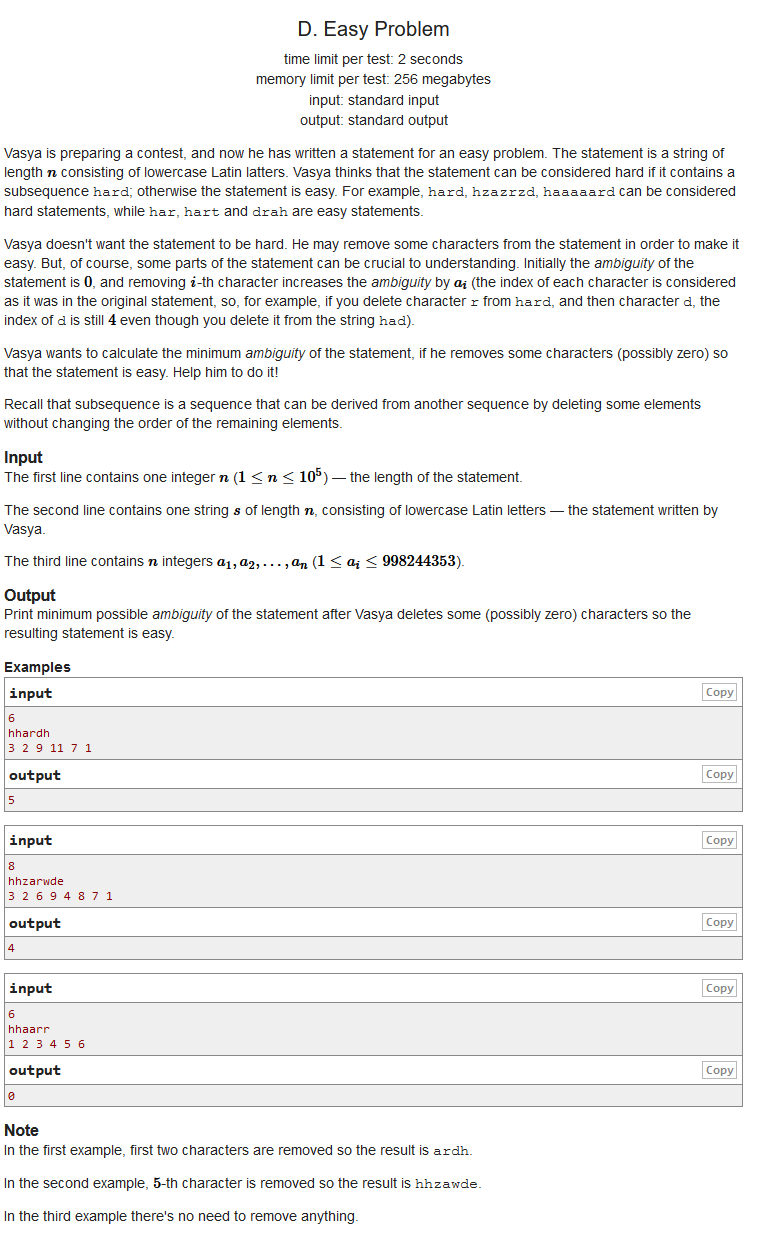 D. Easy Problem
time limit per test: 2 seconds
memory limit per test: 256 megabytes
input: standard input
output: standard output
Vasya is preparing a contest, and now he has written a statement for an easy problem. The statement is a string of
length n consisting of lowercase Latin latters. Vasya thinks that the statement can be considered hard if it contains a
subsequence hard; otherwise the statement is easy. For example, hard, hzazrzd, haaaaard can be considered
hard statements, while har, hart and drah are easy statements.
Vasya doesn't want the statement to be hard. He may remove some characters from the statement in order to make it
easy. But, of course, some parts of the statement can be crucial to understanding. Initially the ambiguity of the
statement is 0, and removing i-th character increases the ambiguity by a_i (the index of each character is considered
as it was in the original statement, so, for example, if you delete character r from hard, and then character d, the
index of d is still 4 even though you delete it from the string had).
Vasya wants to calculate the minimum ambiguity of the statement, if he removes some characters (possibly zero) so
that the statement is easy. Help him to do it!
Recall that subsequence is a sequence that can be derived from another sequence by deleting some elements
without changing the order of the remaining elements.
Input
The first line contains one integer n (1 ≤ n ≤ 10^5) — the length of the statement.
The second line contains one string s of length n, consisting of lowercase Latin letters — the statement written by
Vasya.
The third line contains n integers a_1, a_2, . . . , a_n (1 ≤ a_i ≤ 998244353).
Output
Print minimum possible ambiguity of the statement after Vasya deletes some (possibly zero) characters so the
resulting statement is easy.
Examples
input Copy
6
hhardh
3 2 9 11 7 1
output Copy
5
input Copy
8
hhzarwde
3 2 6 9 4 8 7 1
output Copy
4
input Copy
6
hhaarr
1 2 3 4 5 6
output Copy
0
Note
In the first example, first two characters are removed so the result is ardh.
In the second example, 5-th character is removed so the result is hhzawde.
In the third example there's no need to remove anything.